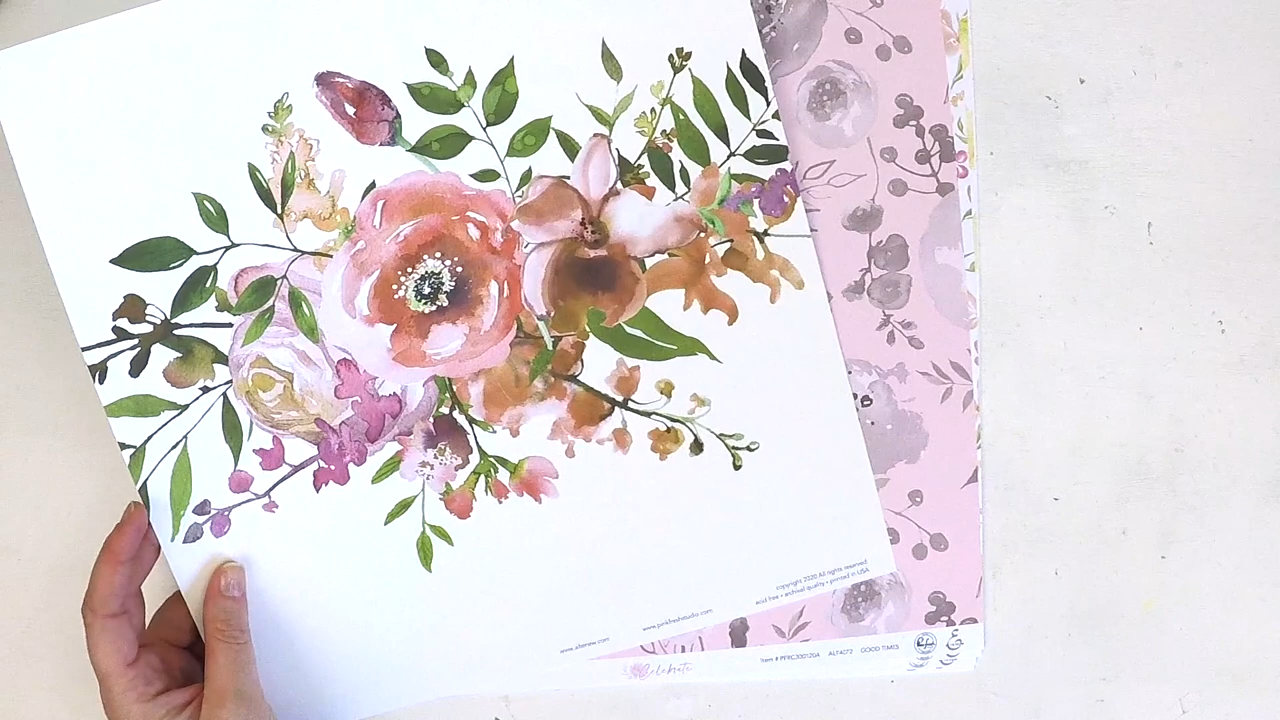 copyright 2020 All rights reserved
acid free • archival quality • printed in USA
www.pinkfreshstudio.com
www.altenew.com
Celebrate
Item # PFRC300120A ALT4272 GOOD TIMES